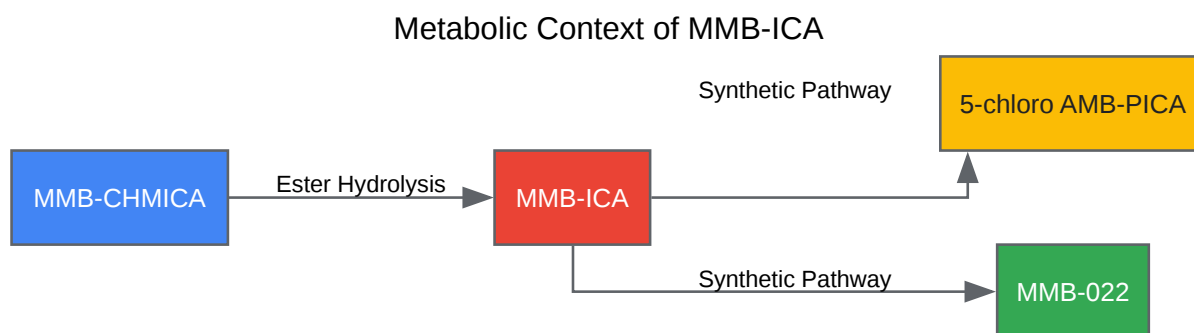 Metabolic Context of MMB-ICA
Synthetic Pathway
5-chloro AMB-PICA
MMB-CHMICA
Ester Hydrolysis
MMB-ICA
Synthetic Pathway
MMB-022